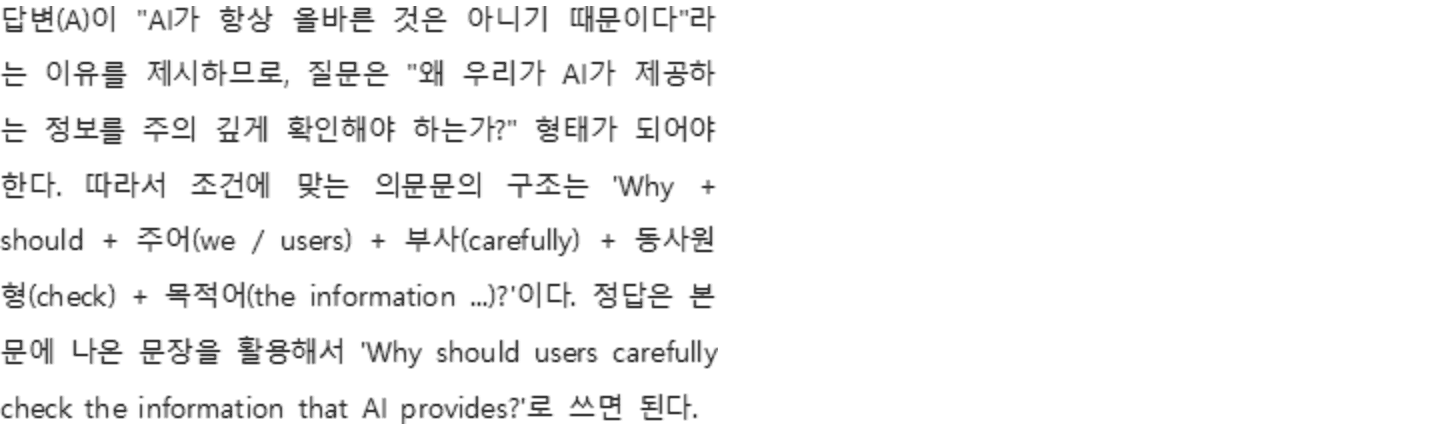 답변(A)이 "AI가 항상 올바른 것은 아니기 때문이다"라
는 이유를 제시하므로, 질문은 "왜 우리가 AI가 제공하
는 정보를 주의 깊게 확인해야 하는가?" 형태가 되어야
한다. 따라서 조건에 맞는 의문문의 구조는 'Why +
should + 주어(we / users) + 부사(carefully) + 동사원
형(check) + 목적어(the information ...)?'이다. 정답은 본
문에 나온 문장을 활용해서 'Why should users carefully
check the information that AI provides?'로 쓰면 된다.